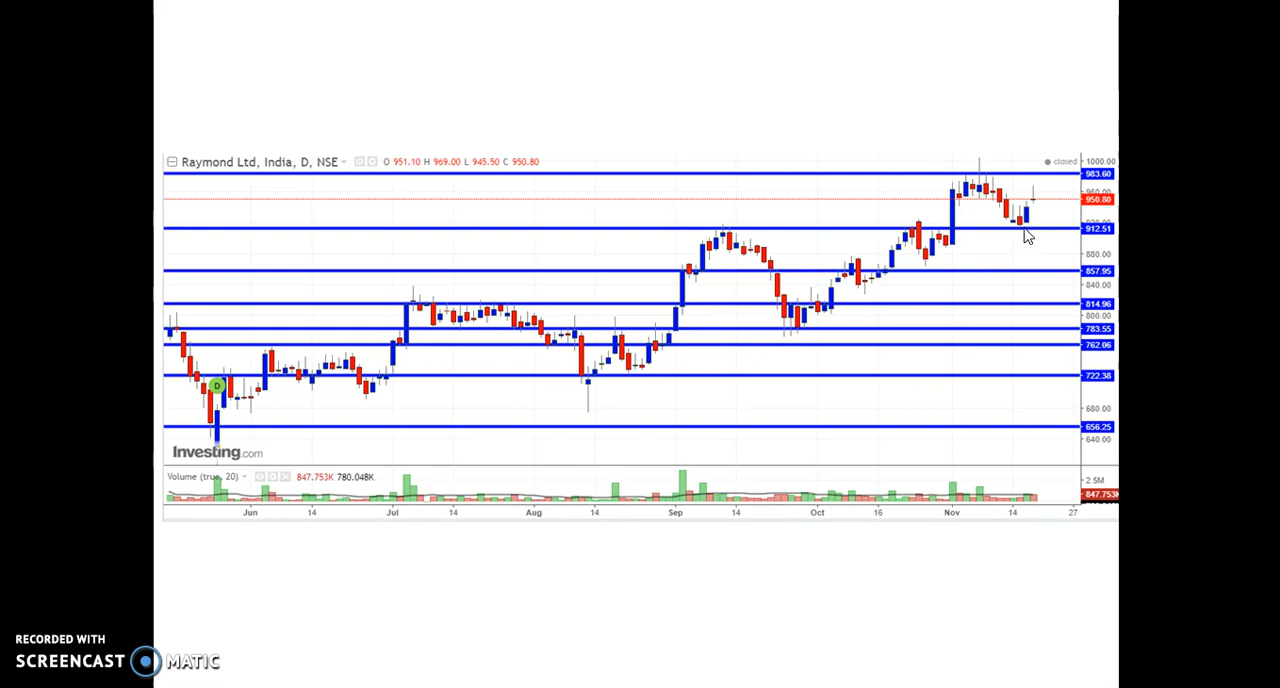 Raymond Ltd, India, D, NSE O 951.10 H 969.00 L 945.50 C 950.80
closed
1000.00
983.60
960.00
950.80
912.51
880.00
857.95
840.00
814.96
800.00
783.55
762.06
722.38
680.00
656.25
640.00
D
Investing.com
Volume (true, 20) 847.753K 780.048K
2.5M
847.753K
Jun 14 Jul 14 Aug 14 Sep 14 Oct 16 Nov 14 27
RECORDED WITH
SCREENCAST MATIC